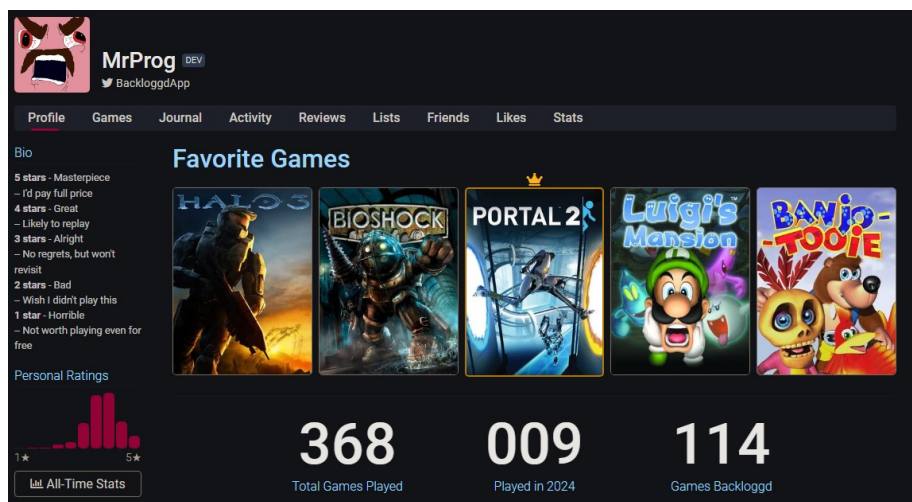 MrProg DEV
BackloggdApp
Profile Games Journal Activity Reviews Lists Friends Likes Stats
Bio
5 stars - Masterpiece
– I'd pay full price
4 stars - Great
– Likely to replay
3 stars - Alright
– No regrets, but won't
revisit
2 stars - Bad
– Wish I didn't play this
1 star - Horrible
– Not worth playing even for
free
Personal Ratings
1★ 5★
All-Time Stats
Favorite Games
HALO 3
BIOSHOCK
PORTAL 2
Luigi's
Mansion
BANJO-
-TOOIE
368 009 114
Total Games Played Played in 2024 Games Backloggd